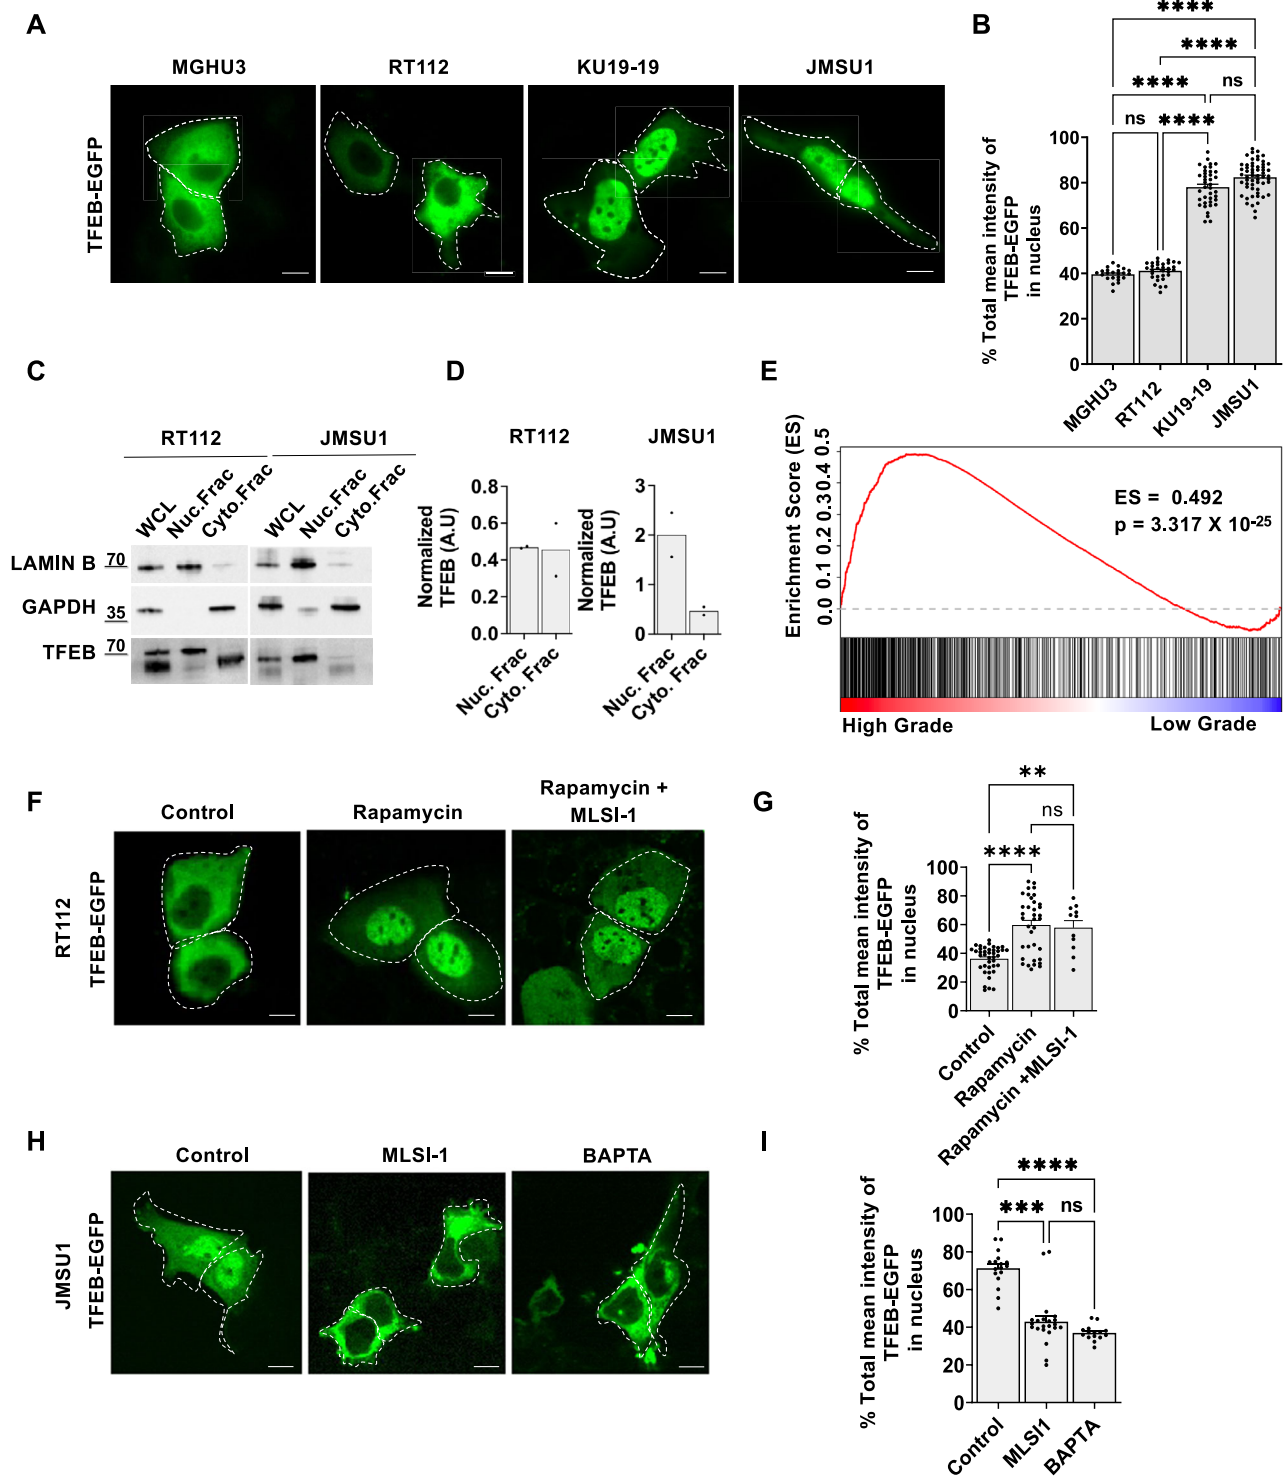 A
MGHU3
RT112
KU19-19
JMSU1
TFEB-EGFP
B
****
****
**** ns
ns ****
% Total mean intensity of
TFEB-EGFP
in nucleus
100
80
60
40
20
0
MGHU3
RT112
KU19-19
JMSU1
C
RT112
JMSU1
WCL
Nuc.Frac
Cyto.Frac
WCL
Nuc.Frac
Cyto.Frac
LAMIN B 70
GAPDH 35
TFEB 70
D
RT112
Normalized
TFEB (A.U)
0.8
0.6
0.4
0.2
0.0
Nuc. Frac
Cyto. Frac
JMSU1
Normalized
TFEB (A.U)
3
2
1
0
Nuc. Frac
Cyto. Frac
E
Enrichment Score (ES)
0.0 0.1 0.2 0.3 0.4 0.5
ES = 0.492
p = 3.317 X 10-25
High Grade
Low Grade
F
Control
Rapamycin
Rapamycin +
MLSI-1
RT112
TFEB-EGFP
G
**
ns
****
% Total mean intensity of
TFEB-EGFP
in nucleus
100
80
60
40
20
0
Control
Rapamycin
Rapamycin +MLSI-1
H
Control
MLSI-1
BAPTA
JMSU1
TFEB-EGFP
I
****
*** ns
% Total mean intensity of
TFEB-EGFP
in nucleus
100
80
60
40
20
0
Control
MLSI1
BAPTA